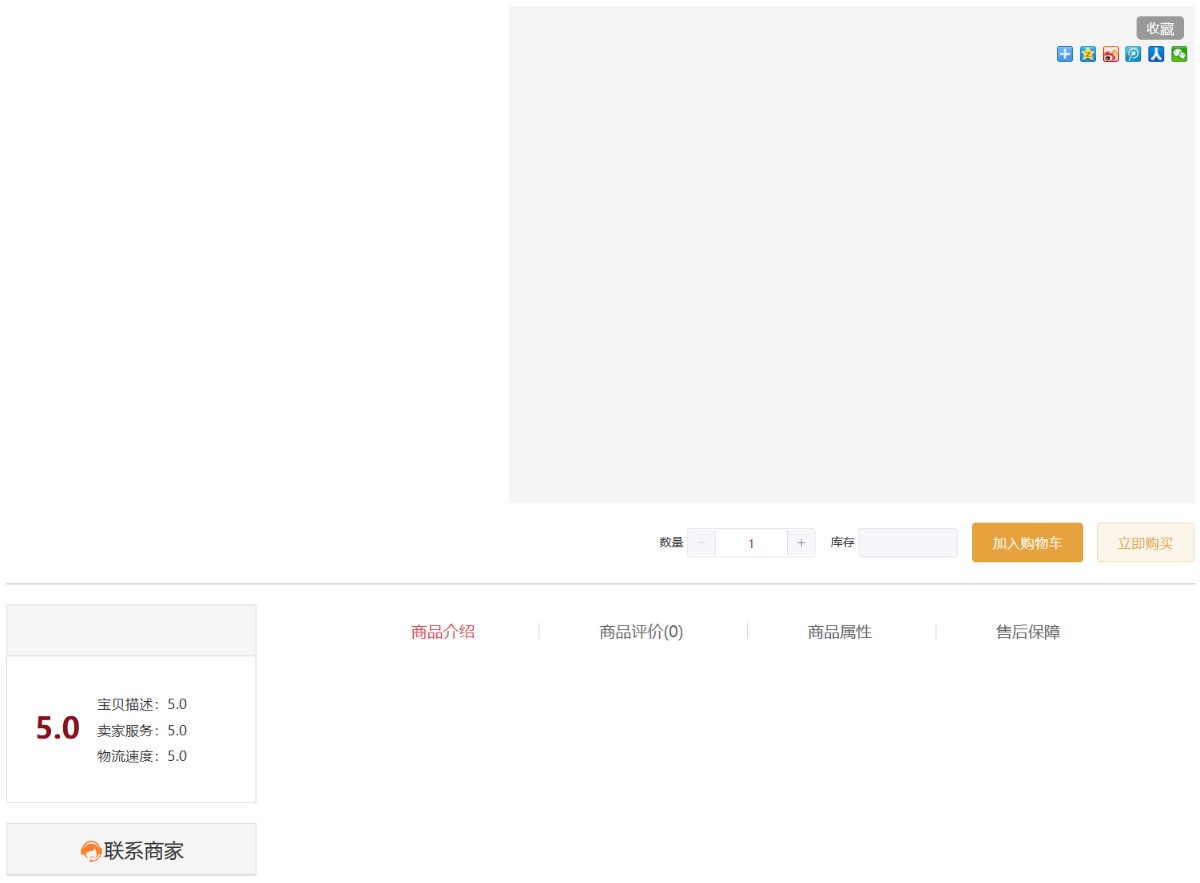 收藏
数量 － 1 + 库存 加入购物车 立即购买
商品介绍 商品评价(0) 商品属性 售后保障
5.0
宝贝描述：5.0
卖家服务：5.0
物流速度：5.0
联系商家